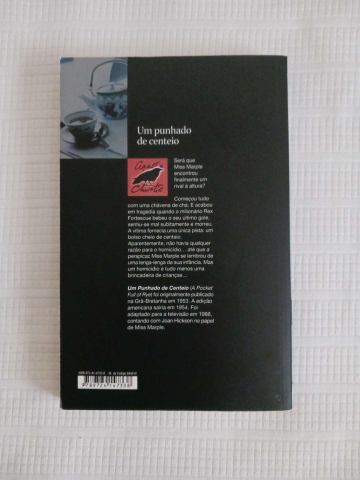 Um punhado
de centeio
Agatha
Christie
Será que
Miss Marple
encontrou
finalmente um
rival à altura?
Começou tudo
com uma chávena de chá. E acabou
em tragédia quando o milionário Rex
Fortescue bebeu o seu último gole,
sentiu-se mal subitamente e morreu.
A vítima fornecia uma única pista: um
bolso cheio de centeio.
Aparentemente, não havia qualquer
razão para o homicídio... até que a
perspicaz Miss Marple se lembrou de
uma lenga-lenga da sua infância. Mas
um homicídio é tudo menos uma
brincadeira de crianças...
Um Punhado de Centeio (A Pocket
Full of Rye) foi originalmente publicado
na Grã-Bretanha em 1953. A edição
americana sairia em 1954. Foi
adaptado para a televisão em 1986,
contando com Joan Hickson no papel
de Miss Marple.